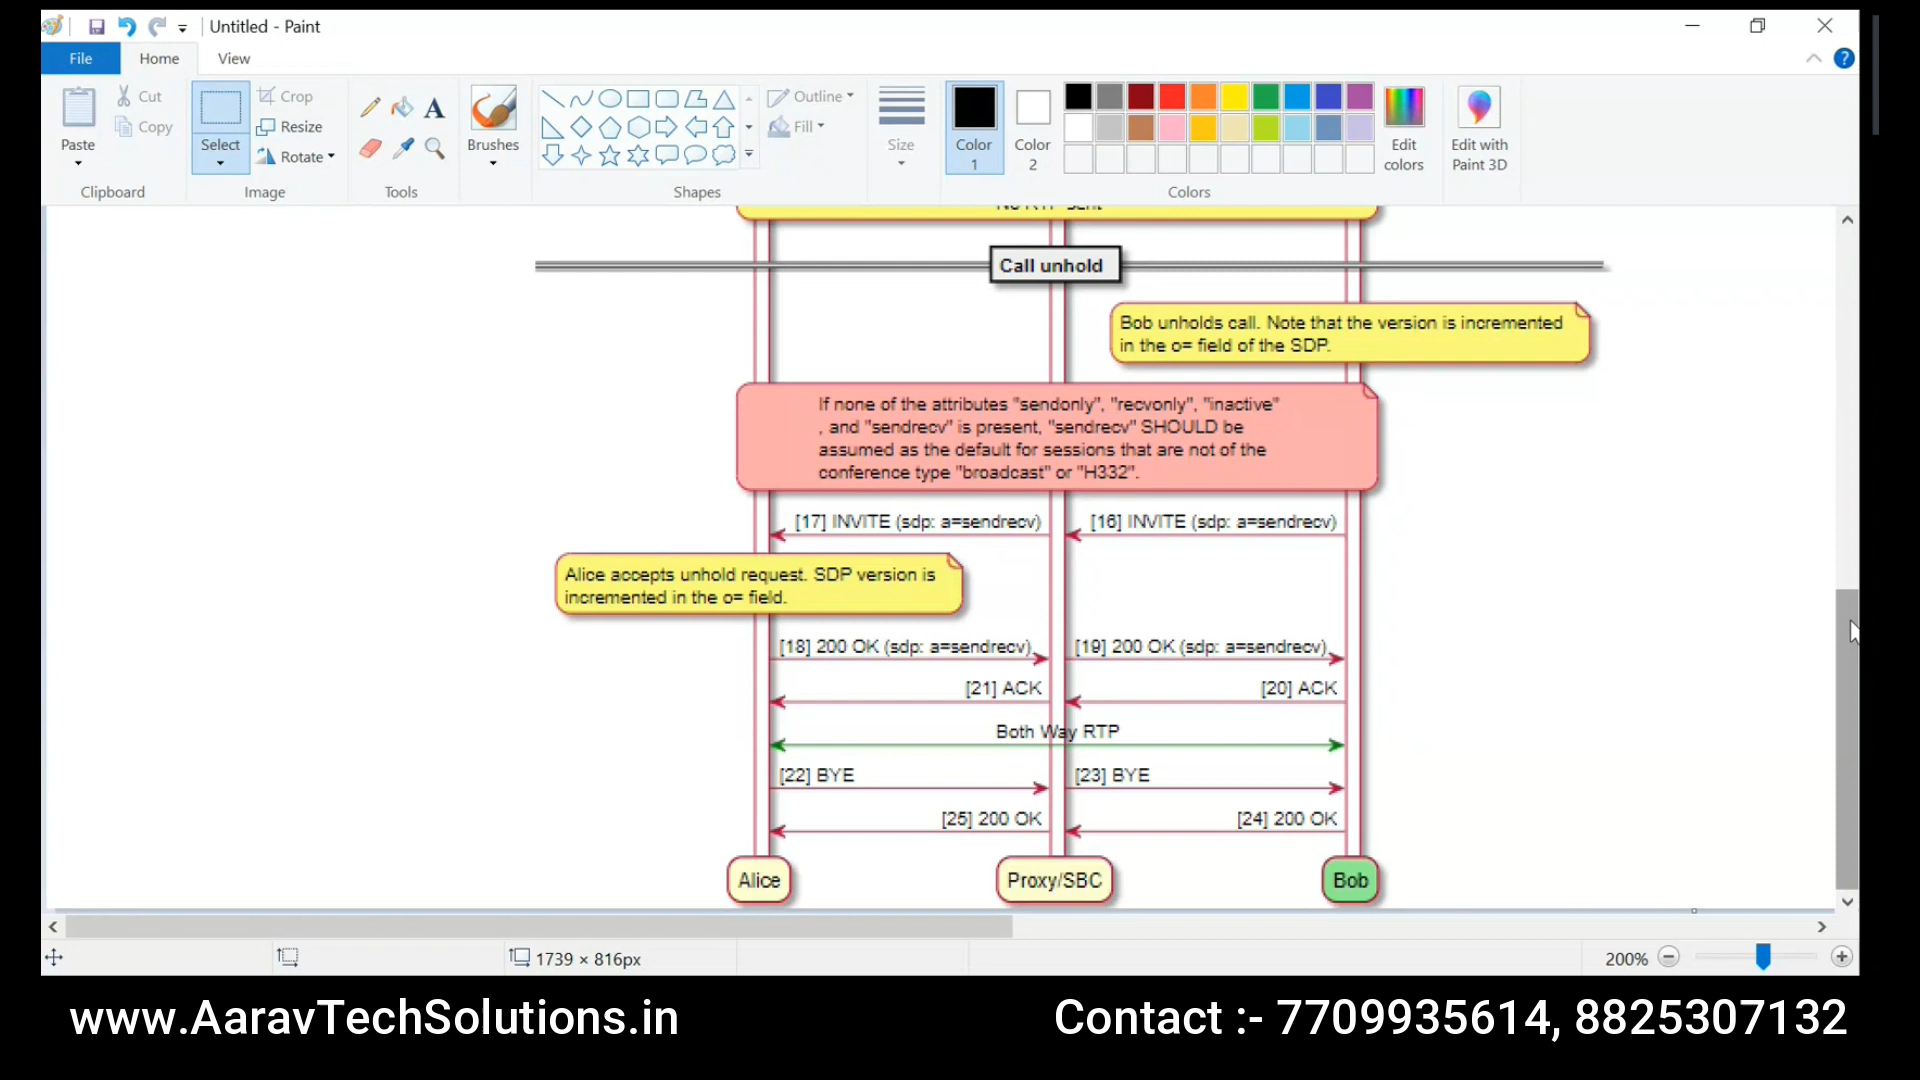 Untitled - Paint
File Home View
Cut
Copy
Paste
Clipboard
Crop
Resize
Rotate
Select
Image
Tools
Brushes
Outline
Fill
Shapes
Size
Color 1
Color 2
Colors
Edit colors
Edit with Paint 3D
Call unhold
Bob unholds call. Note that the version is incremented
in the o= field of the SDP.
If none of the attributes "sendonly", "recvonly", "inactive"
, and "sendrecv" is present, "sendrecv" SHOULD be
assumed as the default for sessions that are not of the
conference type "broadcast" or "H332".
[17] INVITE (sdp: a=sendrecv) [16] INVITE (sdp: a=sendrecv)
Alice accepts unhold request. SDP version is
incremented in the o= field.
[18] 200 OK (sdp: a=sendrecv) [19] 200 OK (sdp: a=sendrecv)
[21] ACK [20] ACK
Both Way RTP
[22] BYE [23] BYE
[25] 200 OK [24] 200 OK
Alice Proxy/SBC Bob
1739 × 816px 200%
www.AaravTechSolutions.in Contact :- 7709935614, 8825307132